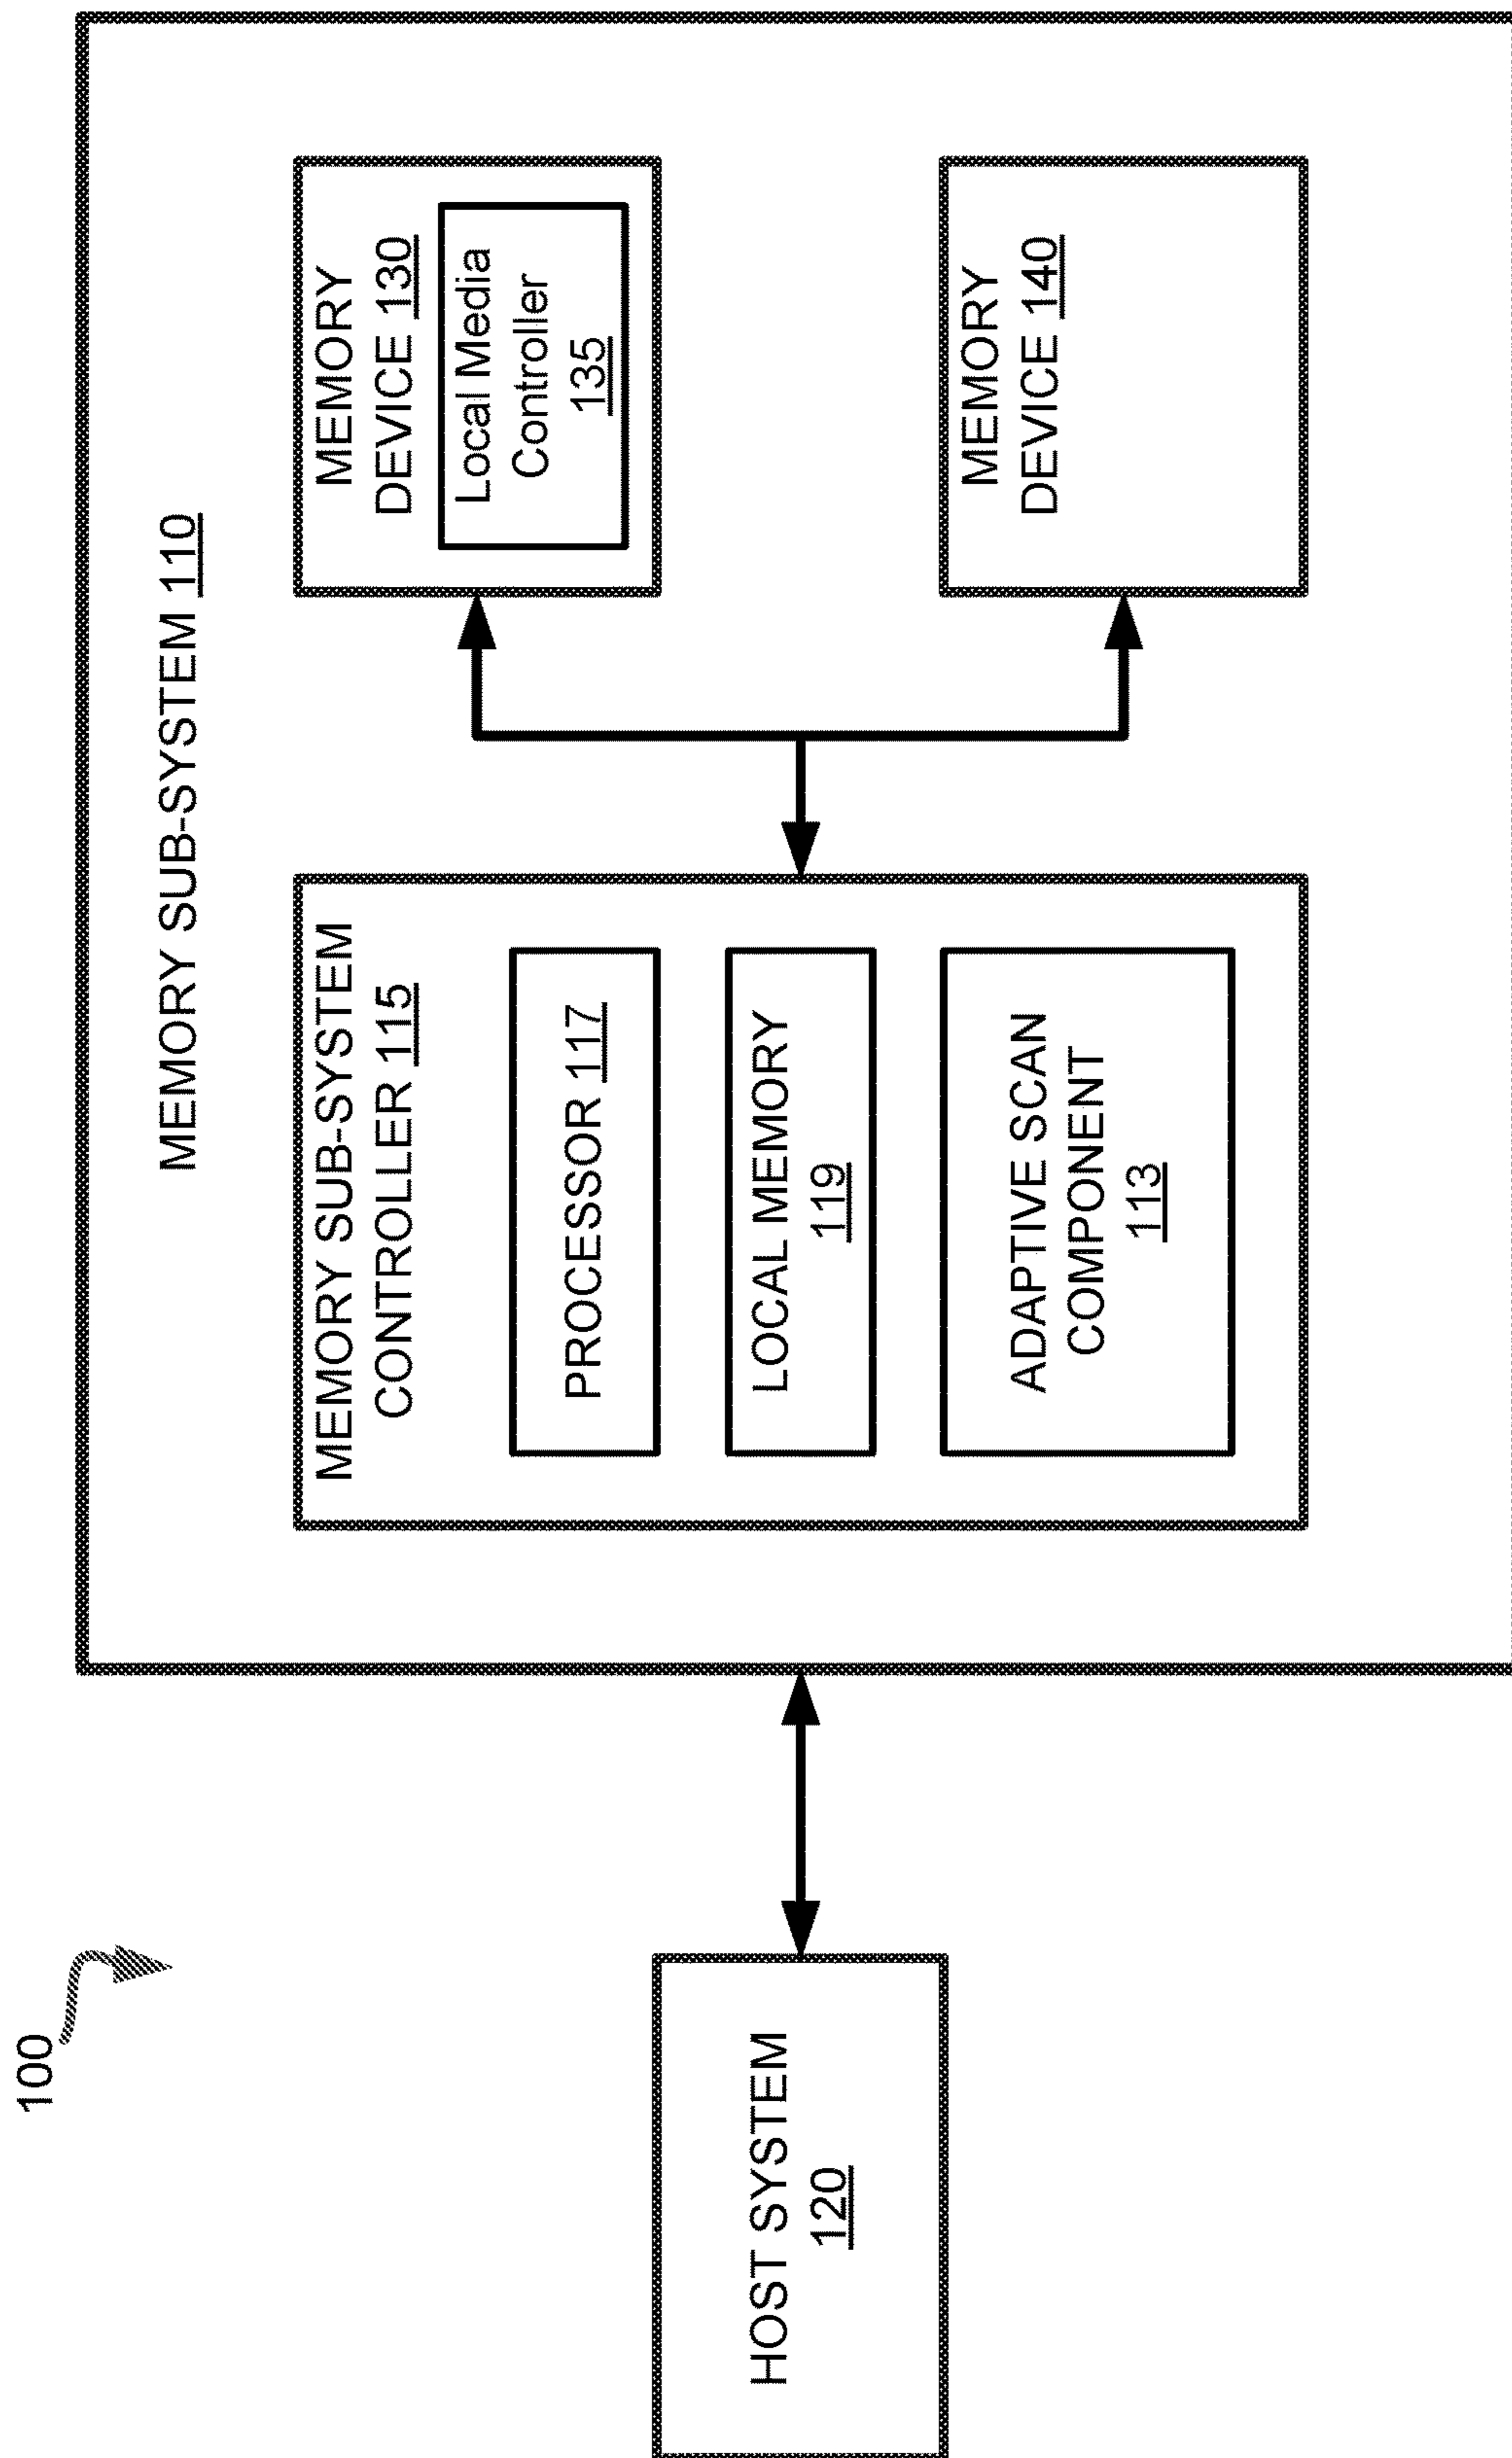 100
HOST SYSTEM
120
MEMORY SUB-SYSTEM 110
MEMORY SUB-SYSTEM
CONTROLLER 115
PROCESSOR 117
LOCAL MEMORY
119
ADAPTIVE SCAN
COMPONENT
113
MEMORY
DEVICE 130
Local Media
Controller
135
MEMORY
DEVICE 140